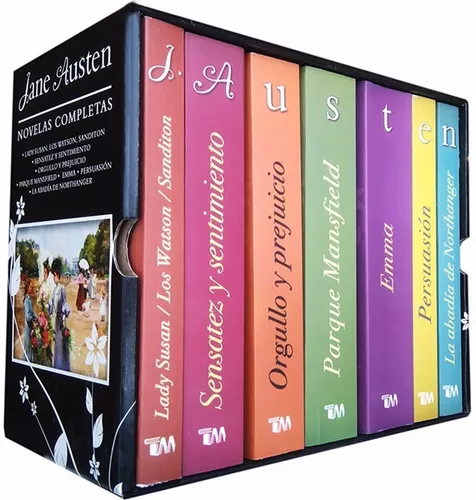 Jane Austen
NOVELAS COMPLETAS
• LADY SUSAN, LOS WATSON, SANDITON
• SENSATEZ Y SENTIMIENTO
• ORGULLO Y PREJUICIO
• PARQUE MANSFIELD • EMMA • PERSUASIÓN
• LA ABADÍA DE NORTHANGER
J. Austen
Lady Susan / Los Watson / Sanditon
TM
Sensatez y sentimiento
TM
Orgullo y prejuicio
TM
Parque Mansfield
TM
Emma
TM
Persuasión
TM
La abadía de Northanger
TM